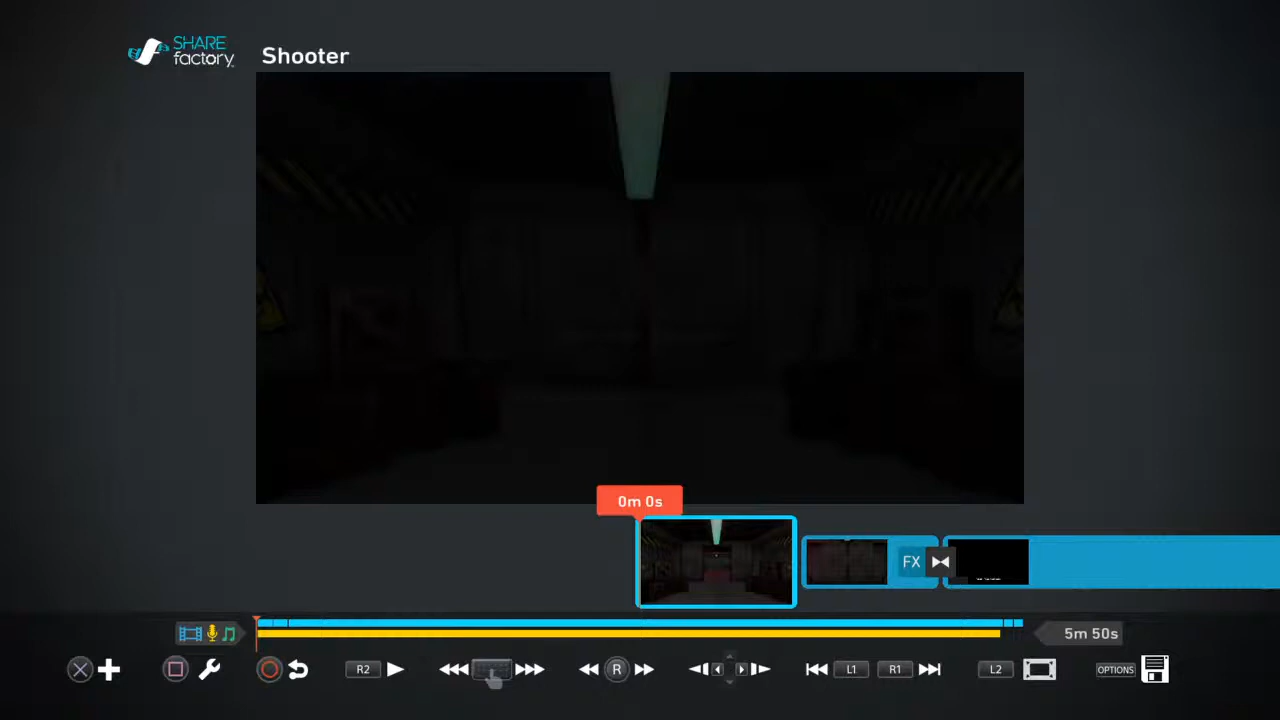 SHARE
factory
Shooter
0m 0s
FX
5m 50s
R2
R
L1
R1
L2
OPTIONS